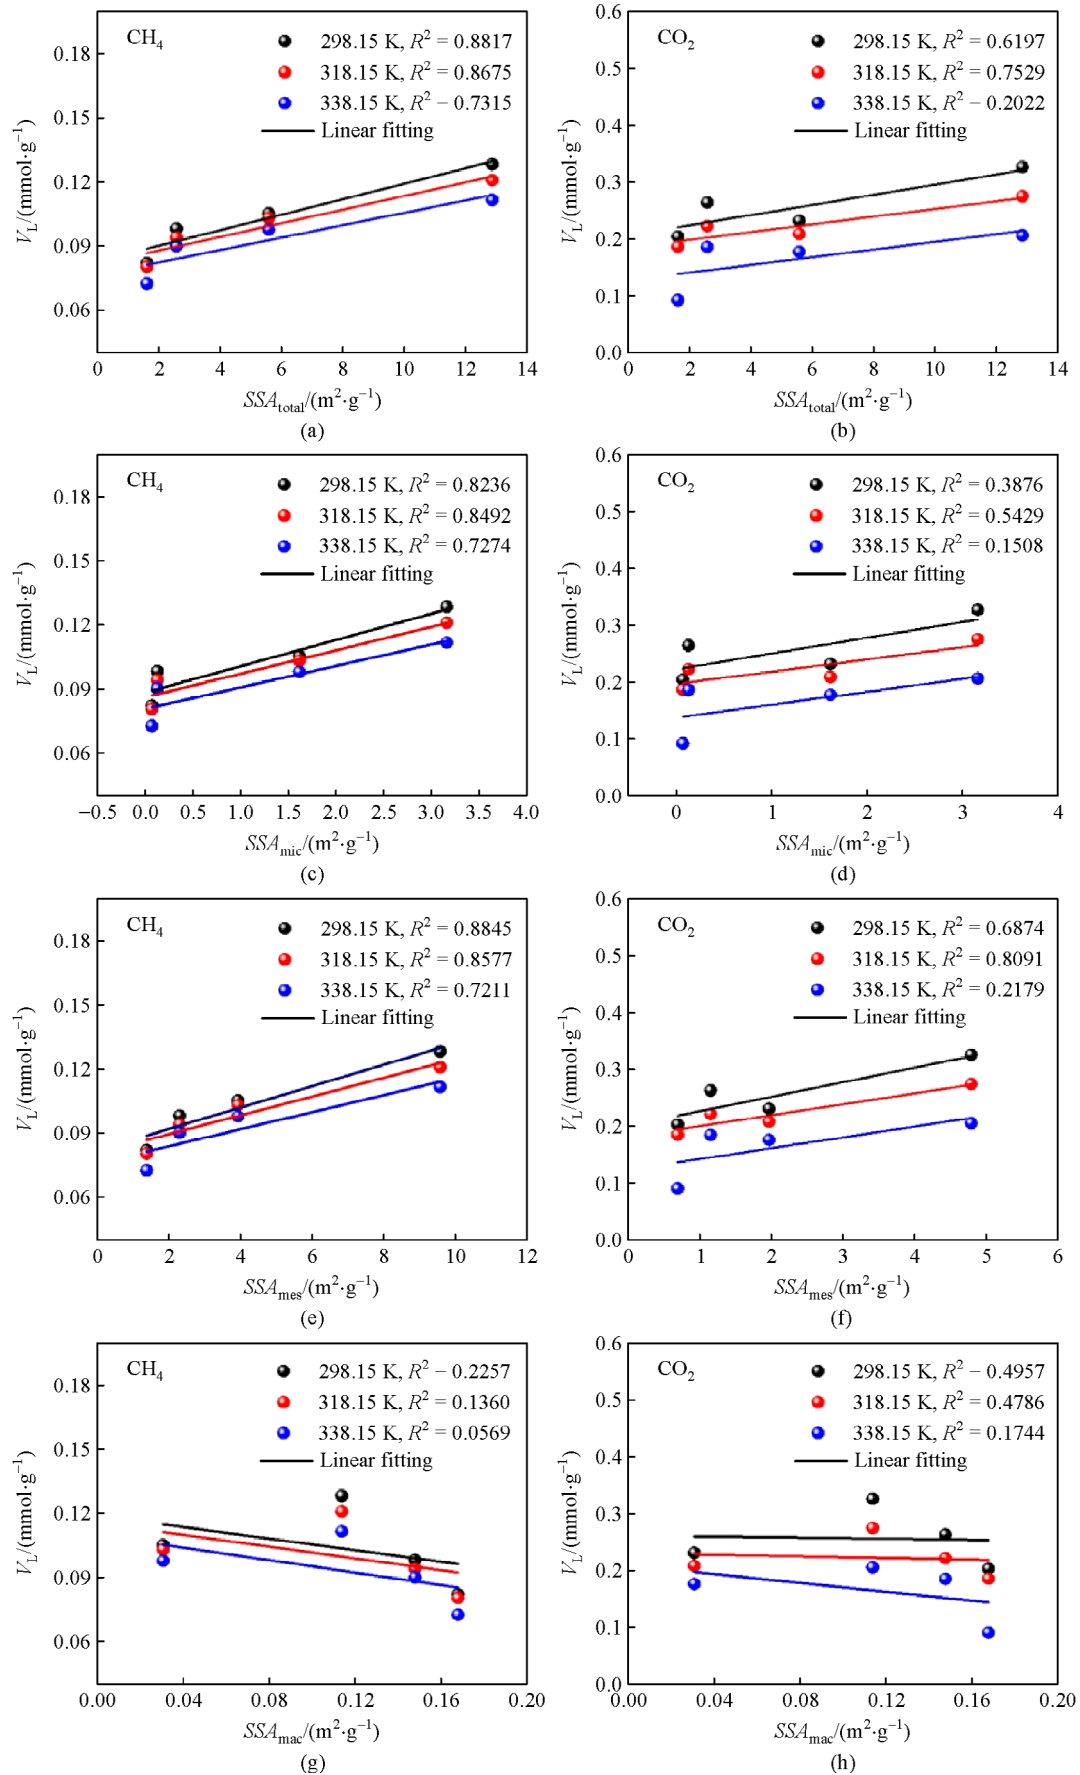 CH4
298.15 K, R² = 0.8817
318.15 K, R² = 0.8675
338.15 K, R² − 0.7315
Linear fitting
0.18
0.15
0.12
0.09
0.06
VL/(mmol·g⁻¹)
0 2 4 6 8 10 12 14
SSAtotal/(m²·g⁻¹)
(a)
CO2
298.15 K, R² = 0.6197
318.15 K, R² = 0.7529
338.15 K, R² − 0.2022
Linear fitting
0.6
0.5
0.4
0.3
0.2
0.1
0.0
VL/(mmol·g⁻¹)
0 2 4 6 8 10 12 14
SSAtotal/(m²·g⁻¹)
(b)
CH4
298.15 K, R² = 0.8236
318.15 K, R² = 0.8492
338.15 K, R² = 0.7274
Linear fitting
0.18
0.15
0.12
0.09
0.06
VL/(mmol·g⁻¹)
−0.5 0.0 0.5 1.0 1.5 2.0 2.5 3.0 3.5 4.0
SSAmic/(m²·g⁻¹)
(c)
CO2
298.15 K, R² = 0.3876
318.15 K, R² = 0.5429
338.15 K, R² = 0.1508
Linear fitting
0.6
0.5
0.4
0.3
0.2
0.1
0.0
VL/(mmol·g⁻¹)
0 1 2 3 4
SSAmic/(m²·g⁻¹)
(d)
CH4
298.15 K, R² = 0.8845
318.15 K, R² = 0.8577
338.15 K, R² = 0.7211
Linear fitting
0.18
0.15
0.12
0.09
0.06
VL/(mmol·g⁻¹)
0 2 4 6 8 10 12
SSAmes/(m²·g⁻¹)
(e)
CO2
298.15 K, R² = 0.6874
318.15 K, R² = 0.8091
338.15 K, R² = 0.2179
Linear fitting
0.6
0.5
0.4
0.3
0.2
0.1
0.0
VL/(mmol·g⁻¹)
0 1 2 3 4 5 6
SSAmes/(m²·g⁻¹)
(f)
CH4
298.15 K, R² − 0.2257
318.15 K, R² = 0.1360
338.15 K, R² = 0.0569
Linear fitting
0.18
0.15
0.12
0.09
0.06
VL/(mmol·g⁻¹)
0.00 0.04 0.08 0.12 0.16 0.20
SSAmac/(m²·g⁻¹)
(g)
CO2
298.15 K, R² − 0.4957
318.15 K, R² = 0.4786
338.15 K, R² = 0.1744
Linear fitting
0.6
0.5
0.4
0.3
0.2
0.1
0.0
VL/(mmol·g⁻¹)
0.00 0.04 0.08 0.12 0.16 0.20
SSAmac/(m²·g⁻¹)
(h)